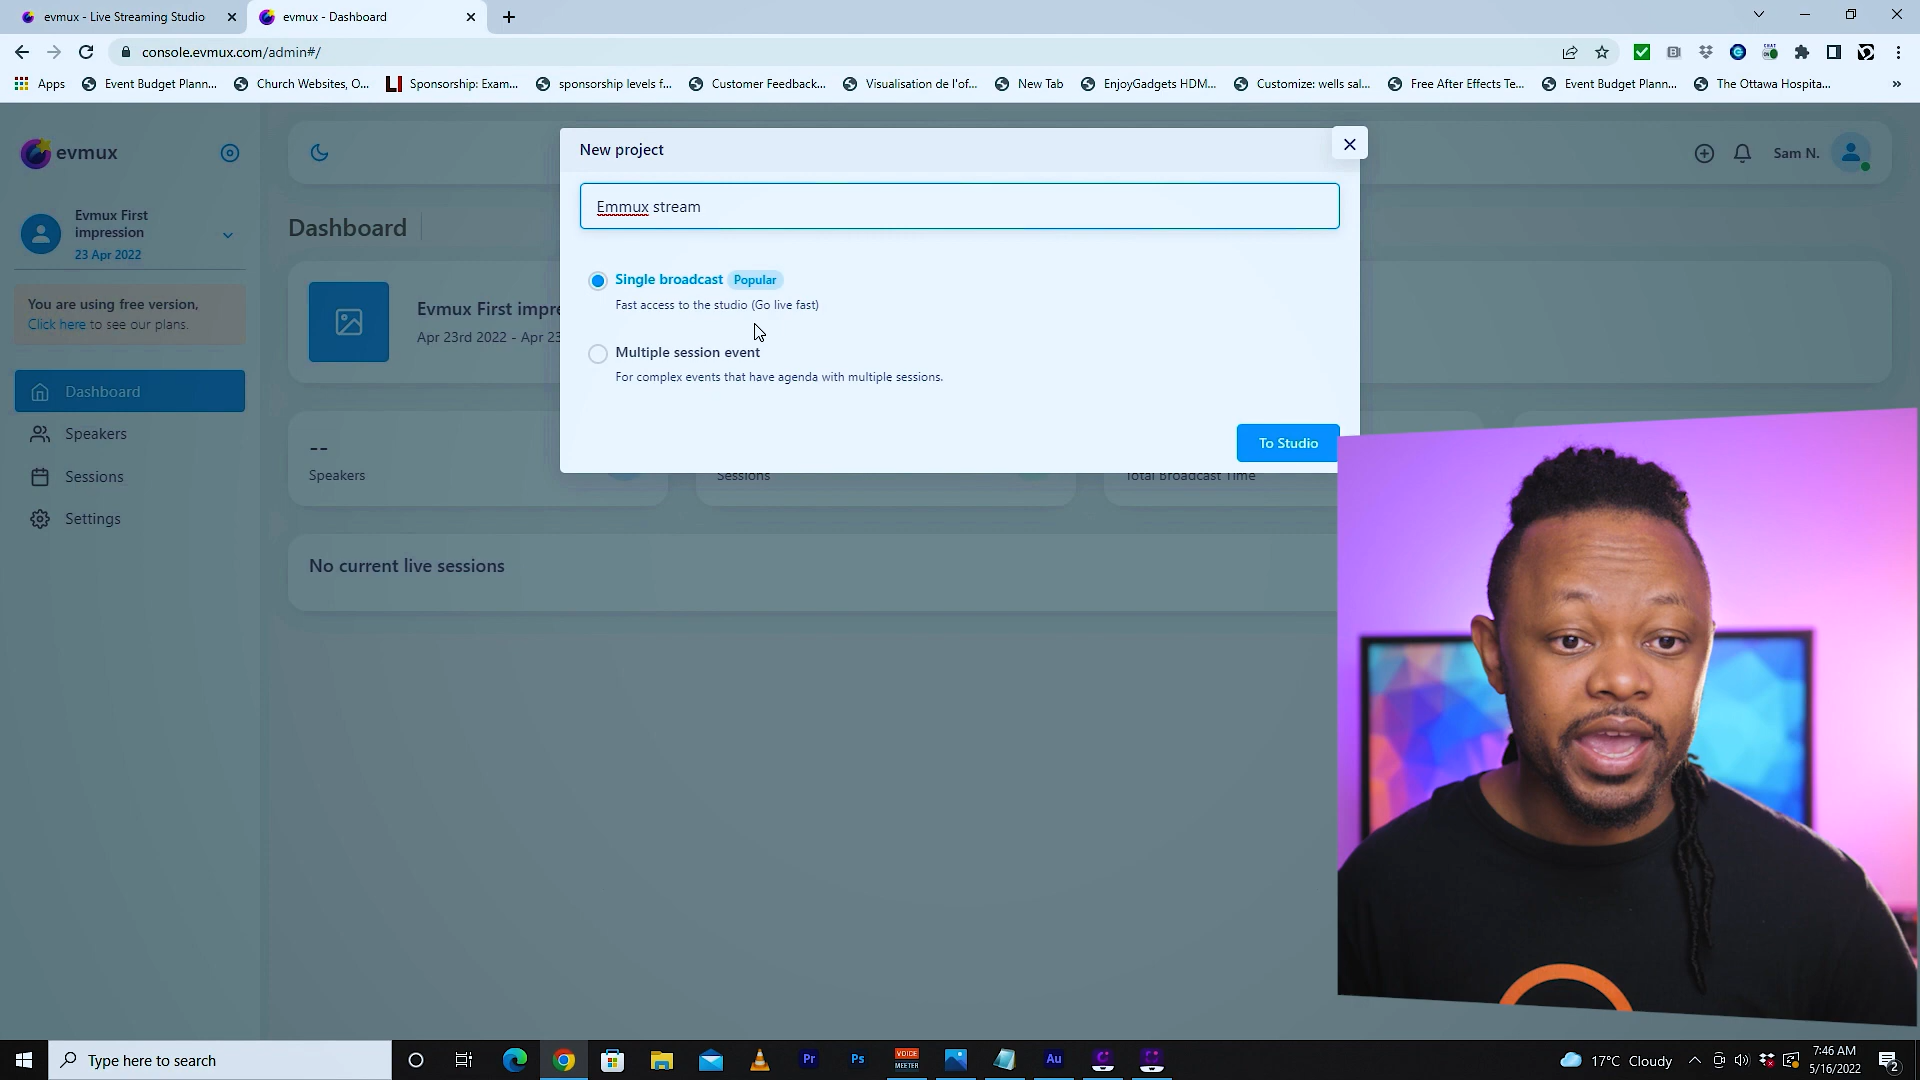 evmux - Live Streaming Studio
evmux - Dashboard
console.evmux.com/admin#/
Apps
Event Budget Plann...
Church Websites, O...
Sponsorship: Exam...
sponsorship levels f...
Customer Feedback...
Visualisation de l'of...
New Tab
EnjoyGadgets HDM...
Customize: wells sal...
Free After Effects Te...
Event Budget Plann...
The Ottawa Hospita...
evmux
Sam N.
Evmux First
impression
23 Apr 2022
You are using free version,
Click here to see our plans.
Dashboard
Speakers
Sessions
Settings
Dashboard
Evmux First impre
Apr 23rd 2022 - Apr 23
New project
Emmux stream
Single broadcast Popular
Fast access to the studio (Go live fast)
Multiple session event
For complex events that have agenda with multiple sessions.
To Studio
--
Speakers
Sessions
Total Broadcast Time
No current live sessions
Type here to search
Pr
Ps
VOICE
MEETER
Au
17°C Cloudy
7:46 AM
5/16/2022
2